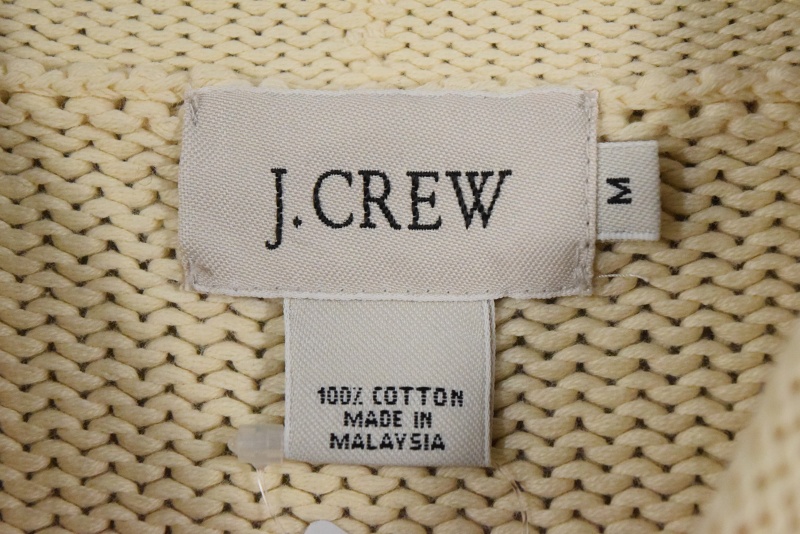 J.CREW
M
100% COTTON
MADE IN
MALAYSIA